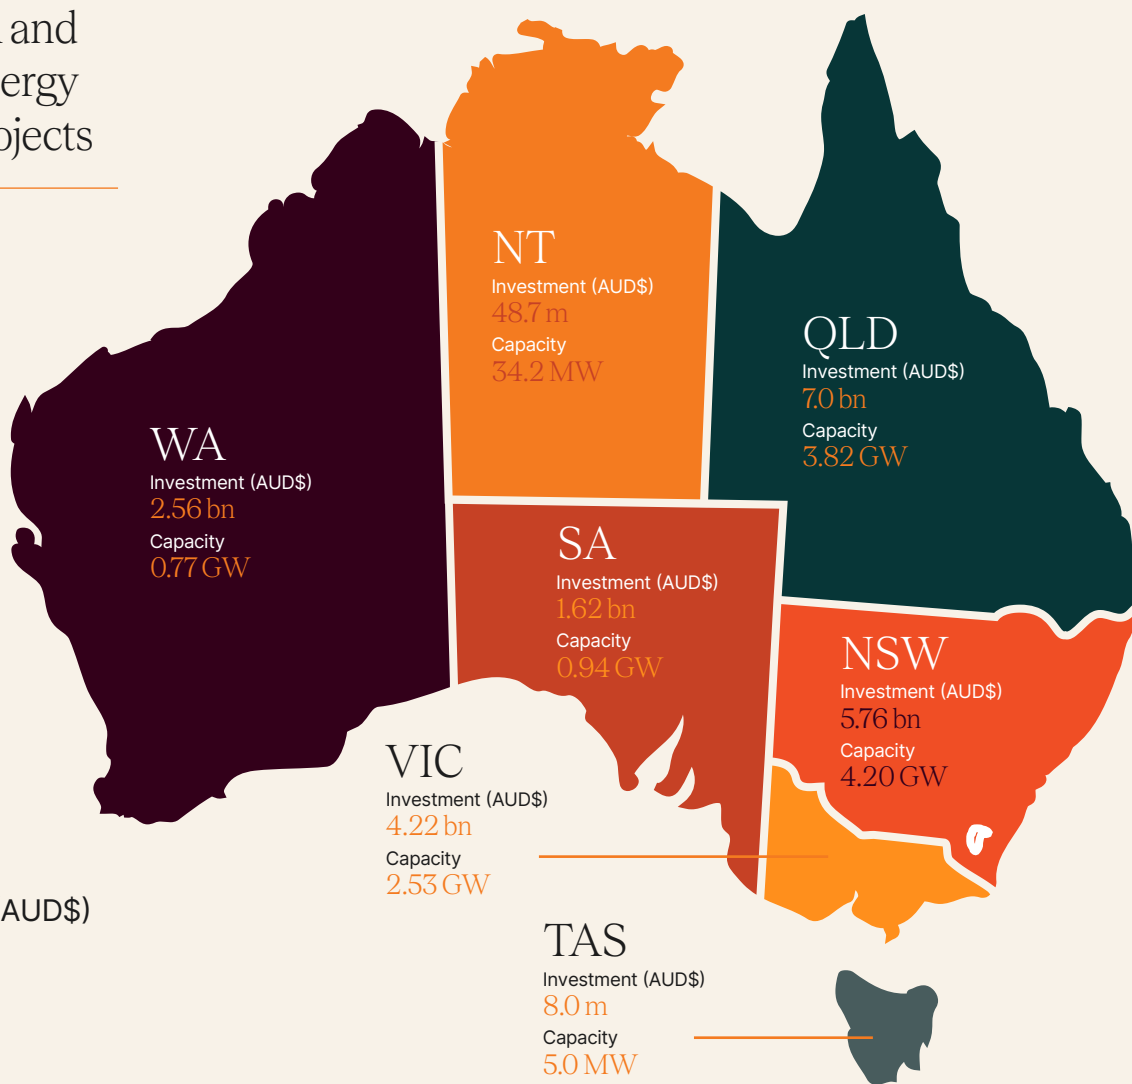 and
ergy
ojects
NT
Investment (AUD$)
48.7 m
Capacity
34.2 MW
QLD
Investment (AUD$)
7.0 bn
Capacity
3.82 GW
WA
Investment (AUD$)
2.56 bn
Capacity
0.77 GW
SA
Investment (AUD$)
1.62 bn
Capacity
0.94 GW
NSW
Investment (AUD$)
5.76 bn
Capacity
4.20 GW
VIC
Investment (AUD$)
4.22 bn
Capacity
2.53 GW
AUD$)
TAS
Investment (AUD$)
8.0 m
Capacity
5.0 MW